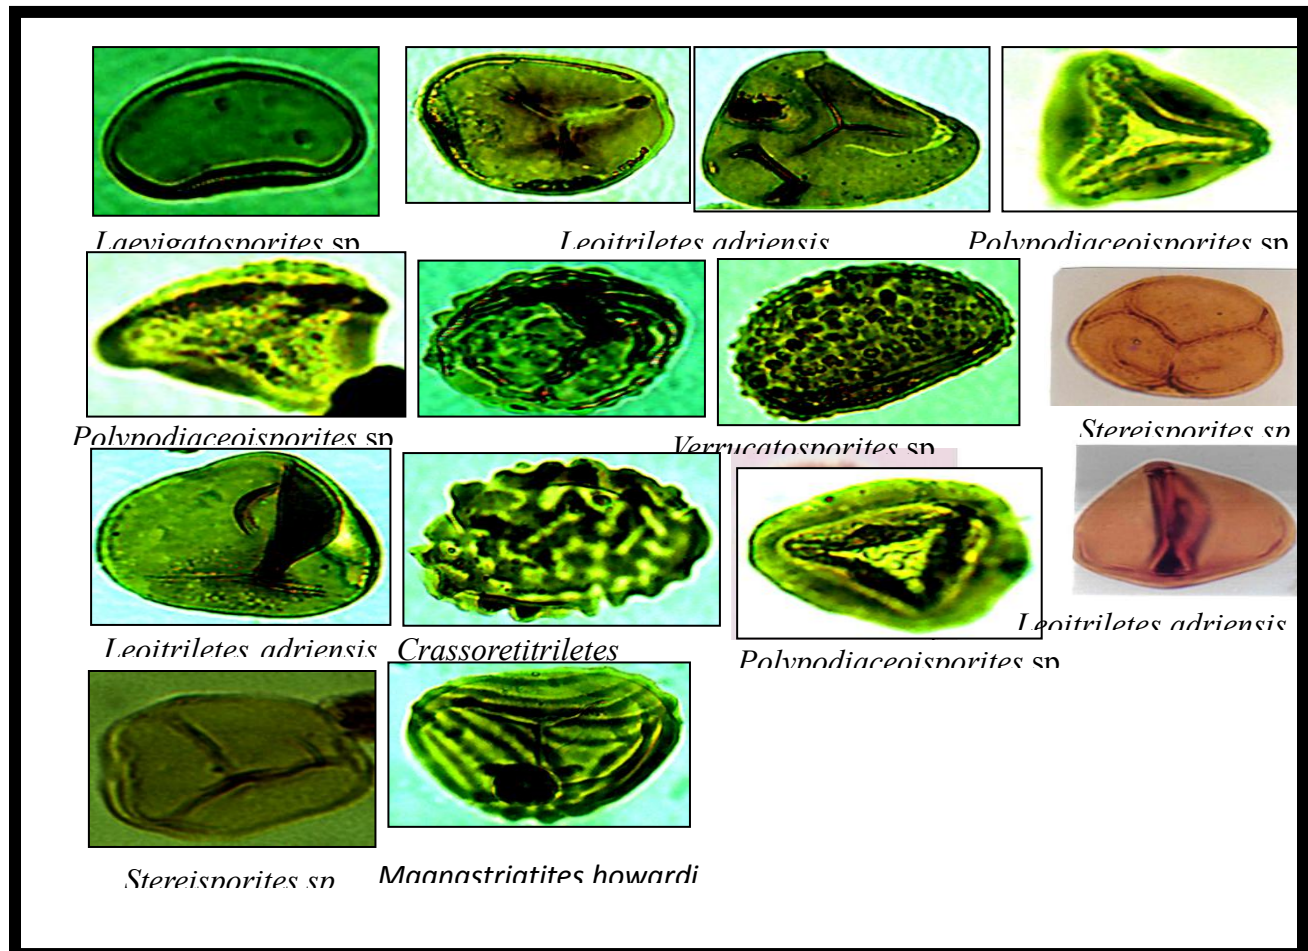 Laevigatosporites sp
Leoitriletes adriensis
Polypodiaceoisporites sp
Polypodiaceoisporites sp
Verrucatosporites sp
Stereisporites sp
Leoitriletes adriensis
Crassoretitriletes
Polypodiaceoisporites sp
Leoitriletes adriensis
Stereisporites sp
Magnastriatites howardi